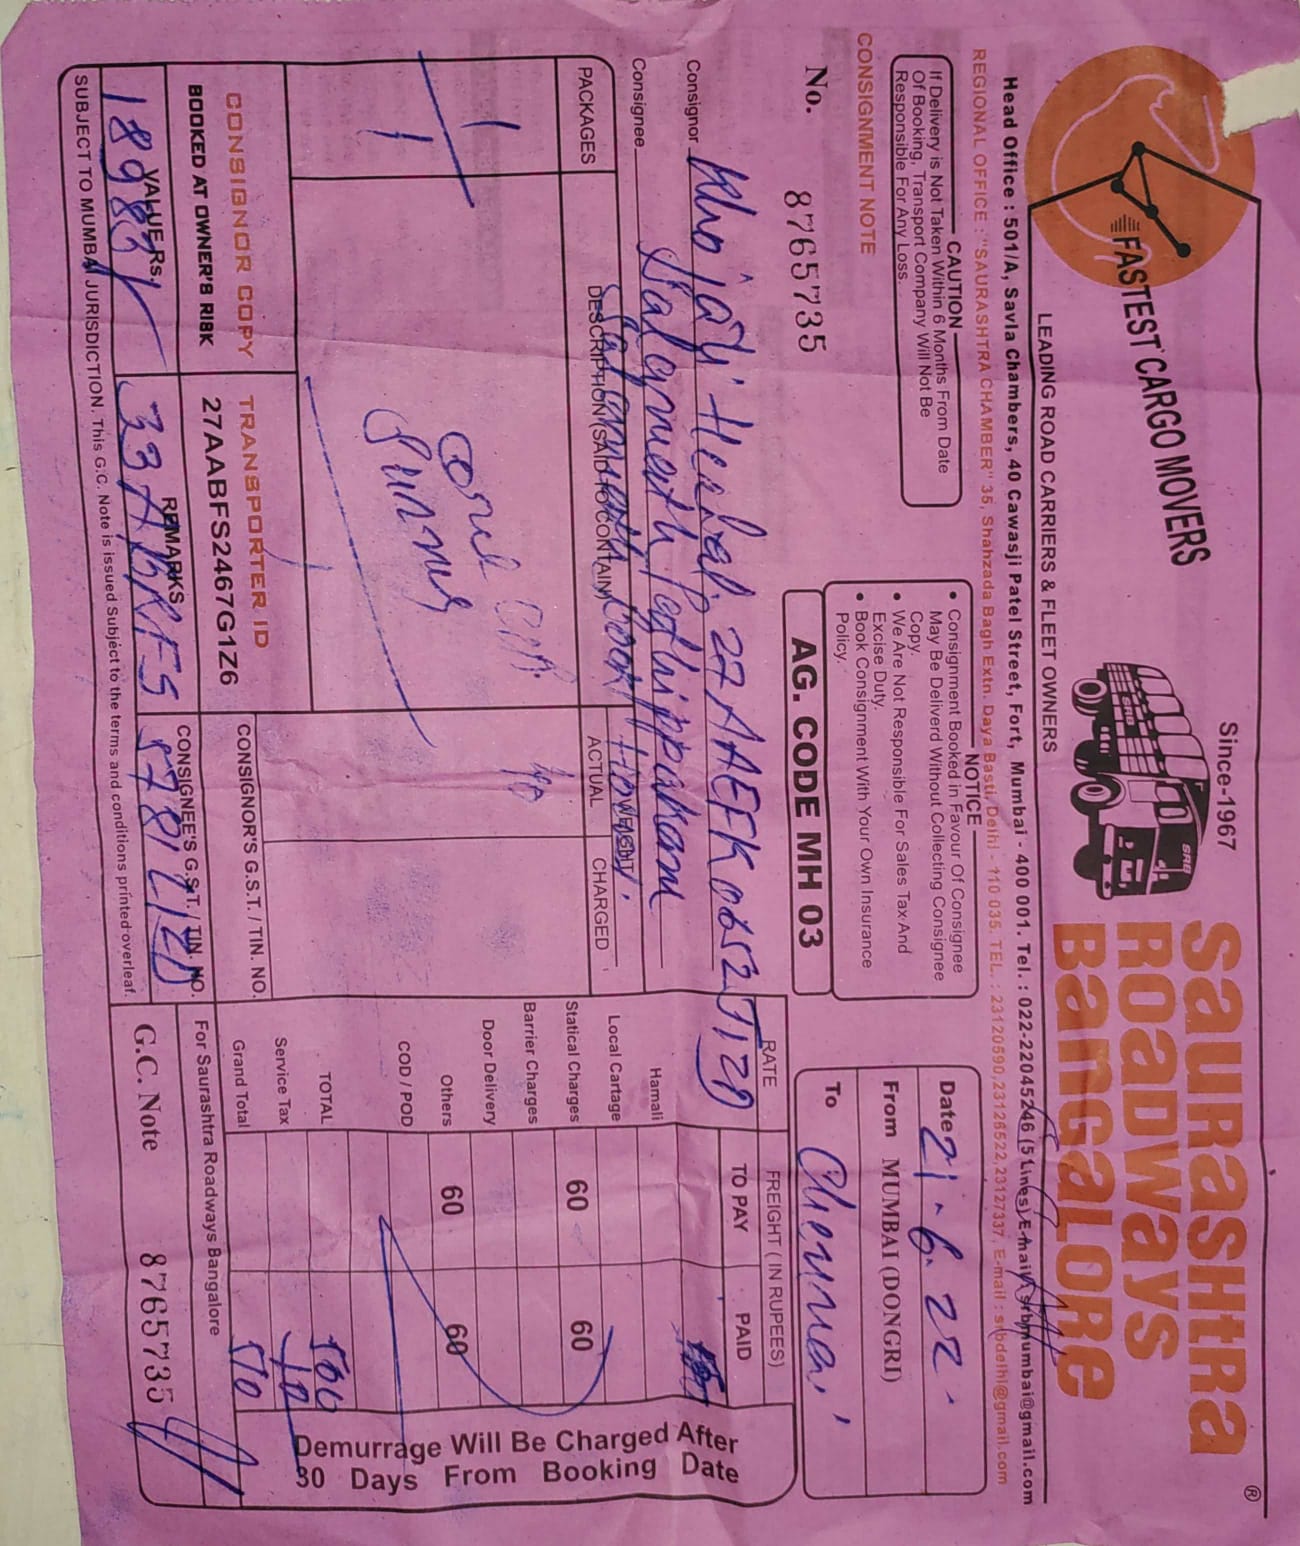 FASTEST CARGO MOVERS
Since-1967
SRB
SRB
SAURASHTRA
ROADWAYS
BANGALORE
®
LEADING ROAD CARRIERS & FLEET OWNERS
Head Office : 501/A, Savla Chambers, 40 Cawasji Patel Street, Fort, Mumbai - 400 001. Tel. : 022-22045246 (5 Lines) E-mail : srbmumbai@gmail.com
REGIONAL OFFICE : "SAURASHTRA CHAMBER" 35, Shahzada Bagh Extn. Daya Basti, Delhi - 110 035. TEL. : 23120590,23126522,23127337, E-mail : srbdelhi@gmail.com
CAUTION
If Delivery is Not Taken Within 6 Months From Date
Of Booking, Transport Company Will Not Be
Responsible For Any Loss.
NOTICE
• Consignment Booked in Favour Of Consignee
May Be Deliverd Without Collecting Consignee
Copy.
• We Are Not Responsible For Sales Tax And
Excise Duty.
• Book Consignment With Your Own Insurance
Policy.
Date 21.6.22
From MUMBAI (DONGRI)
To Chennai
CONSIGNMENT NOTE
No. 8765735
AG. CODE MH 03
Consignor 27AAEFK0652J1Z0
Consignee
RATE
FREIGHT ( IN RUPEES)
TO PAY
PAID
PACKAGES
DESCRIPTION (SAID TO CONTAIN)
WEIGHT
ACTUAL
CHARGED
1
1
Hamali
Local Cartage
Statical Charges 60 60
Barrier Charges
Door Delivery
Others 60 60
COD / POD
TOTAL 500
Service Tax 10
Grand Total 510
Demurrage Will Be Charged After
30 Days From Booking Date
CONSIGNOR COPY
BOOKED AT OWNER'S RISK
TRANSPORTER ID
27AABFS2467G1Z6
CONSIGNOR'S G.S.T. / TIN. NO.
VALUE Rs.
REMARKS
CONSIGNEE'S G.S.T. / TIN. NO.
For Saurashtra Roadways Bangalore
G.C. Note 8765735
SUBJECT TO MUMBAI JURISDICTION. This G.C. Note is issued Subject to the terms and conditions printed overleaf.